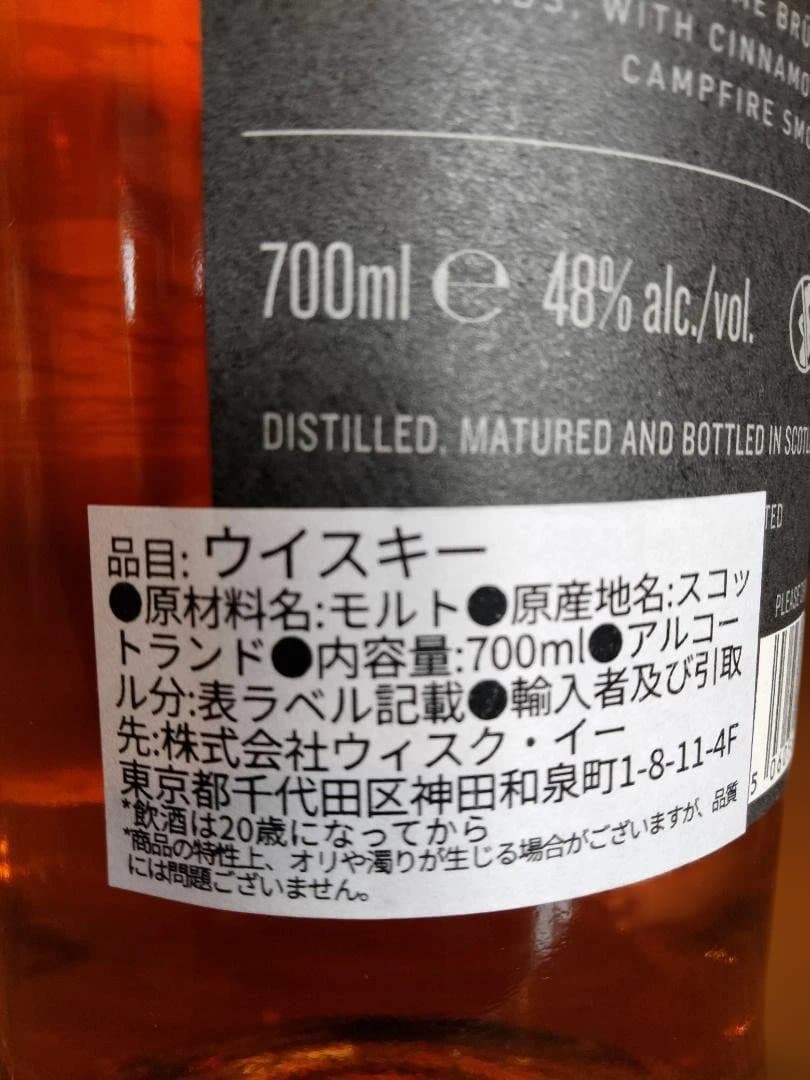 WITH CINNAMO
CAMPFIRE SMO
700ml e 48% alc./vol.
DISTILLED, MATURED AND BOTTLED IN SCOTL
TED
PLEASE
品目: ウイスキー
●原材料名:モルト●原産地名:スコッ
トランド●内容量:700ml●アルコー
ル分:表ラベル記載●輸入者及び引取
先:株式会社ウィスク・イー
東京都千代田区神田和泉町1-8-11-4F
*飲酒は20歳になってから
*商品の特性上、オリや濁りが生じる場合がございますが、品質
には問題ございません。